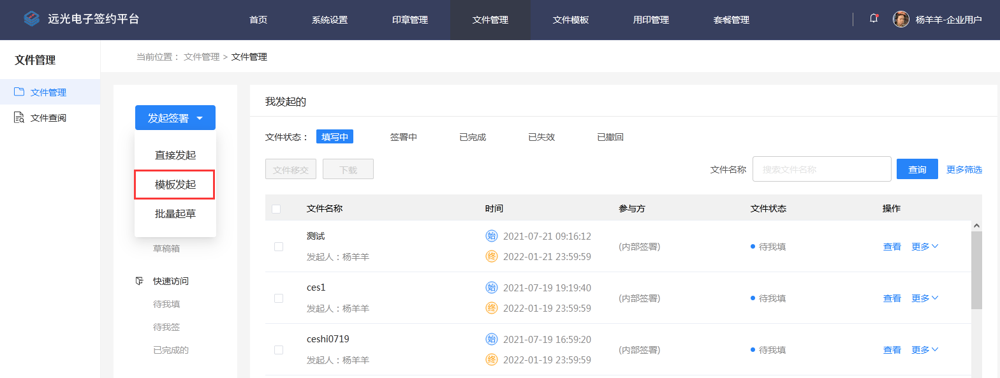 远光电子签约平台
首页 系统设置 印章管理 文件管理 文件模板 用印管理 套餐管理 杨羊羊-企业用户
文件管理
文件管理
文件查阅
当前位置： 文件管理 > 文件管理
发起签署
直接发起
模板发起
批量起草
草稿箱
快速访问
待我填
待我签
已完成的
我发起的
文件状态： 填写中 签署中 已完成 已失效 已撤回
文件移交 下载 文件名称 搜索文件名称 查询 更多筛选
文件名称 时间 参与方 文件状态 操作
测试 始 2021-07-21 09:16:12
(内部签署) 待我填 查看 更多
发起人：杨羊羊 终 2022-01-21 23:59:59
ces1 始 2021-07-19 19:19:40
(内部签署) 待我填 查看 更多
发起人：杨羊羊 终 2022-01-19 23:59:59
ceshi0719 始 2021-07-19 16:59:20
(内部签署) 待我填 查看 更多
发起人：杨羊羊 终 2022-01-19 23:59:59